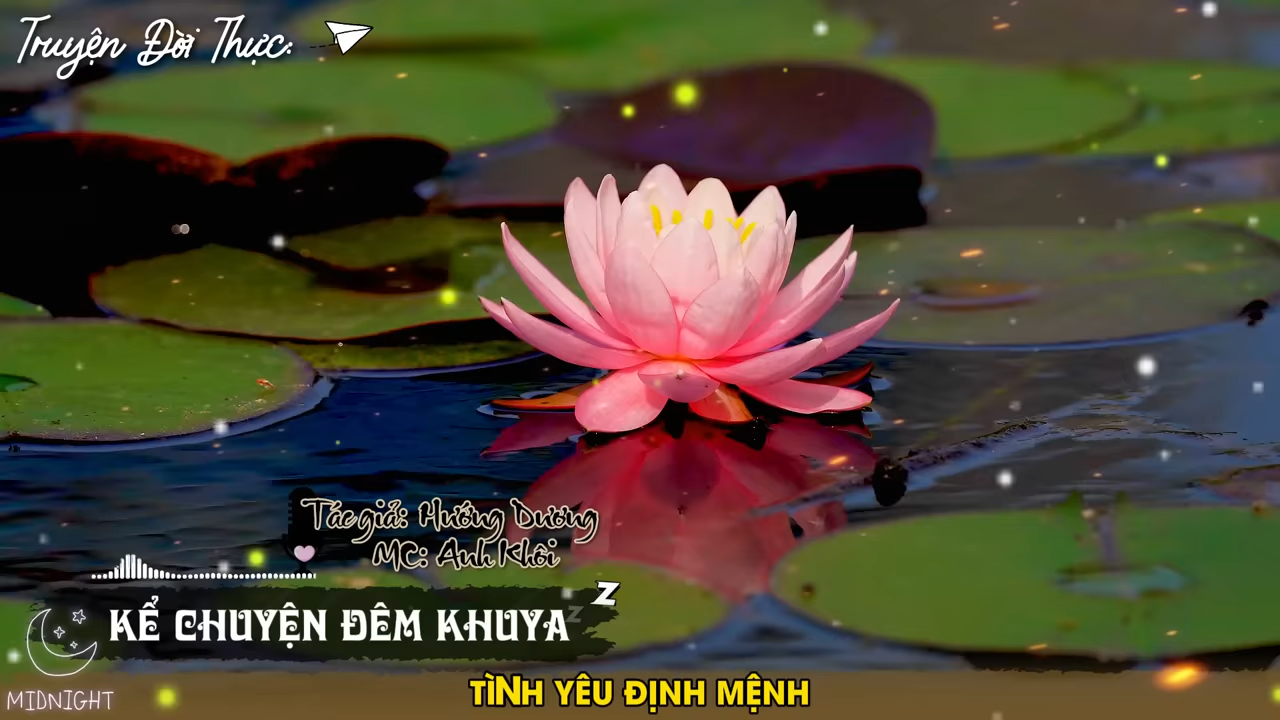 Truyện Đời Thực:
Tác giả: Hướng Dương
MC: Anh Khôi
Z
Z
KỂ CHUYỆN ĐÊM KHUYA
MIDNIGHT
TÌNH YÊU ĐỊNH MỆNH